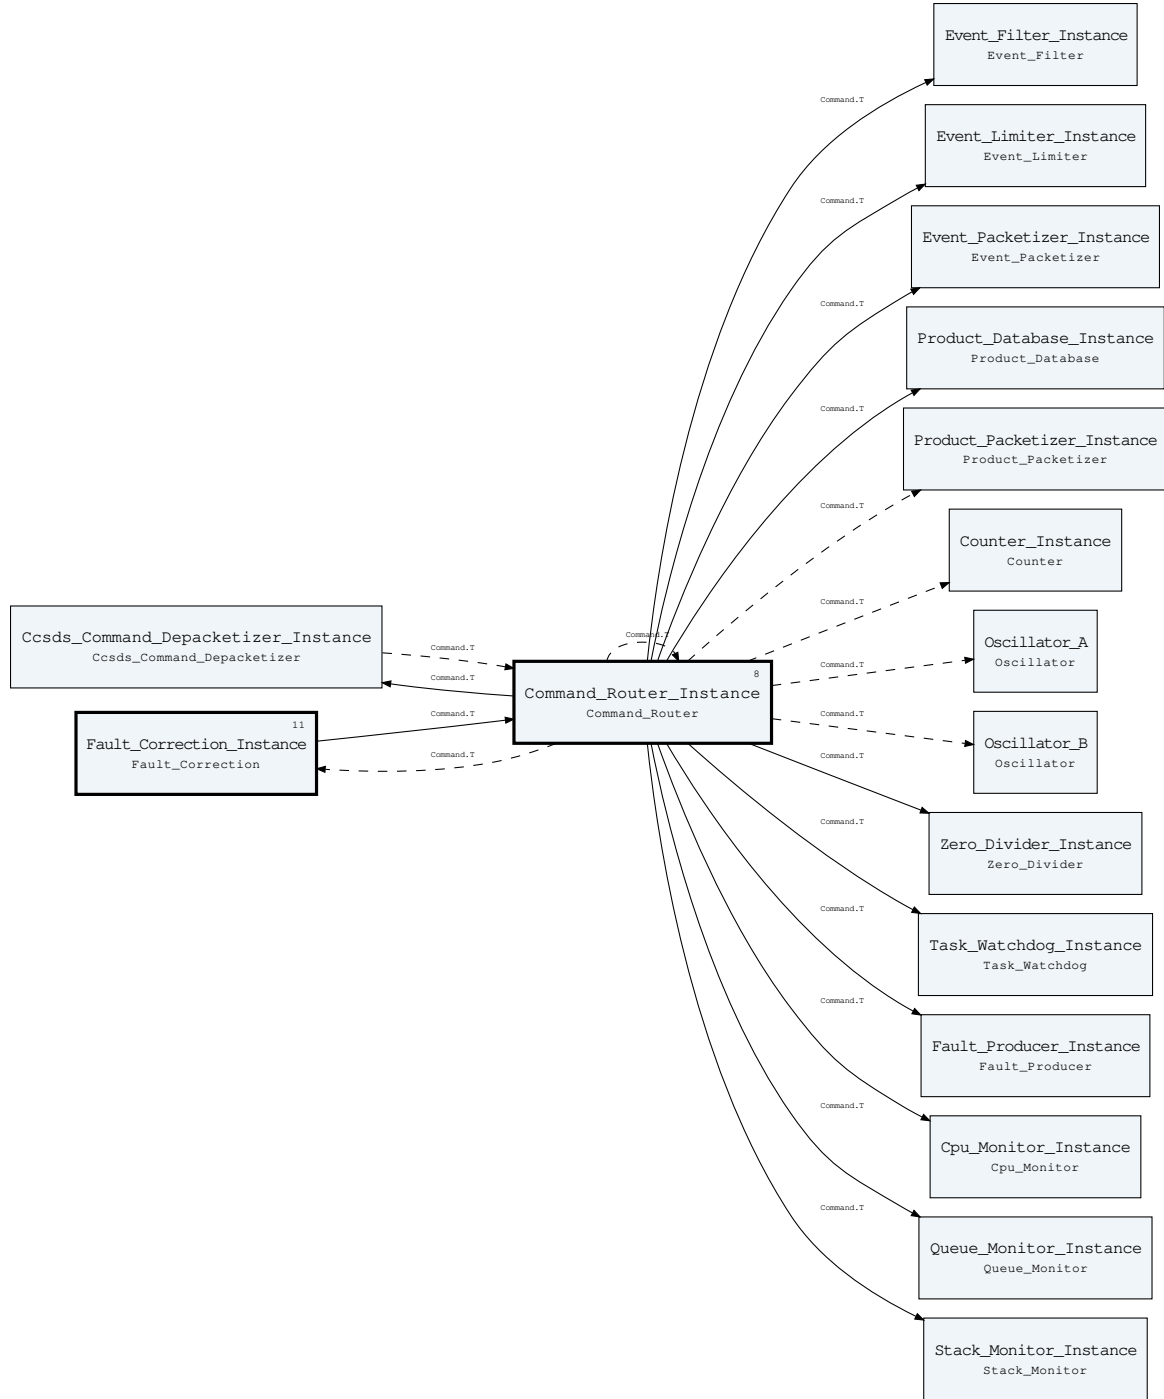 Event_Filter_Instance
Event_Filter
Command.T
Event_Limiter_Instance
Event_Limiter
Command.T
Event_Packetizer_Instance
Event_Packetizer
Command.T
Product_Database_Instance
Product_Database
Command.T
Product_Packetizer_Instance
Product_Packetizer
Command.T
Counter_Instance
Counter
Command.T
Ccsds_Command_Depacketizer_Instance
Ccsds_Command_Depacketizer
Command.T
Command.T
Command.T
Oscillator_A
Oscillator
Command.T
8
Command_Router_Instance
Command_Router
11
Fault_Correction_Instance
Fault_Correction
Command.T
Command.T
Command.T
Oscillator_B
Oscillator
Command.T
Zero_Divider_Instance
Zero_Divider
Command.T
Task_Watchdog_Instance
Task_Watchdog
Command.T
Fault_Producer_Instance
Fault_Producer
Command.T
Cpu_Monitor_Instance
Cpu_Monitor
Command.T
Queue_Monitor_Instance
Queue_Monitor
Command.T
Stack_Monitor_Instance
Stack_Monitor